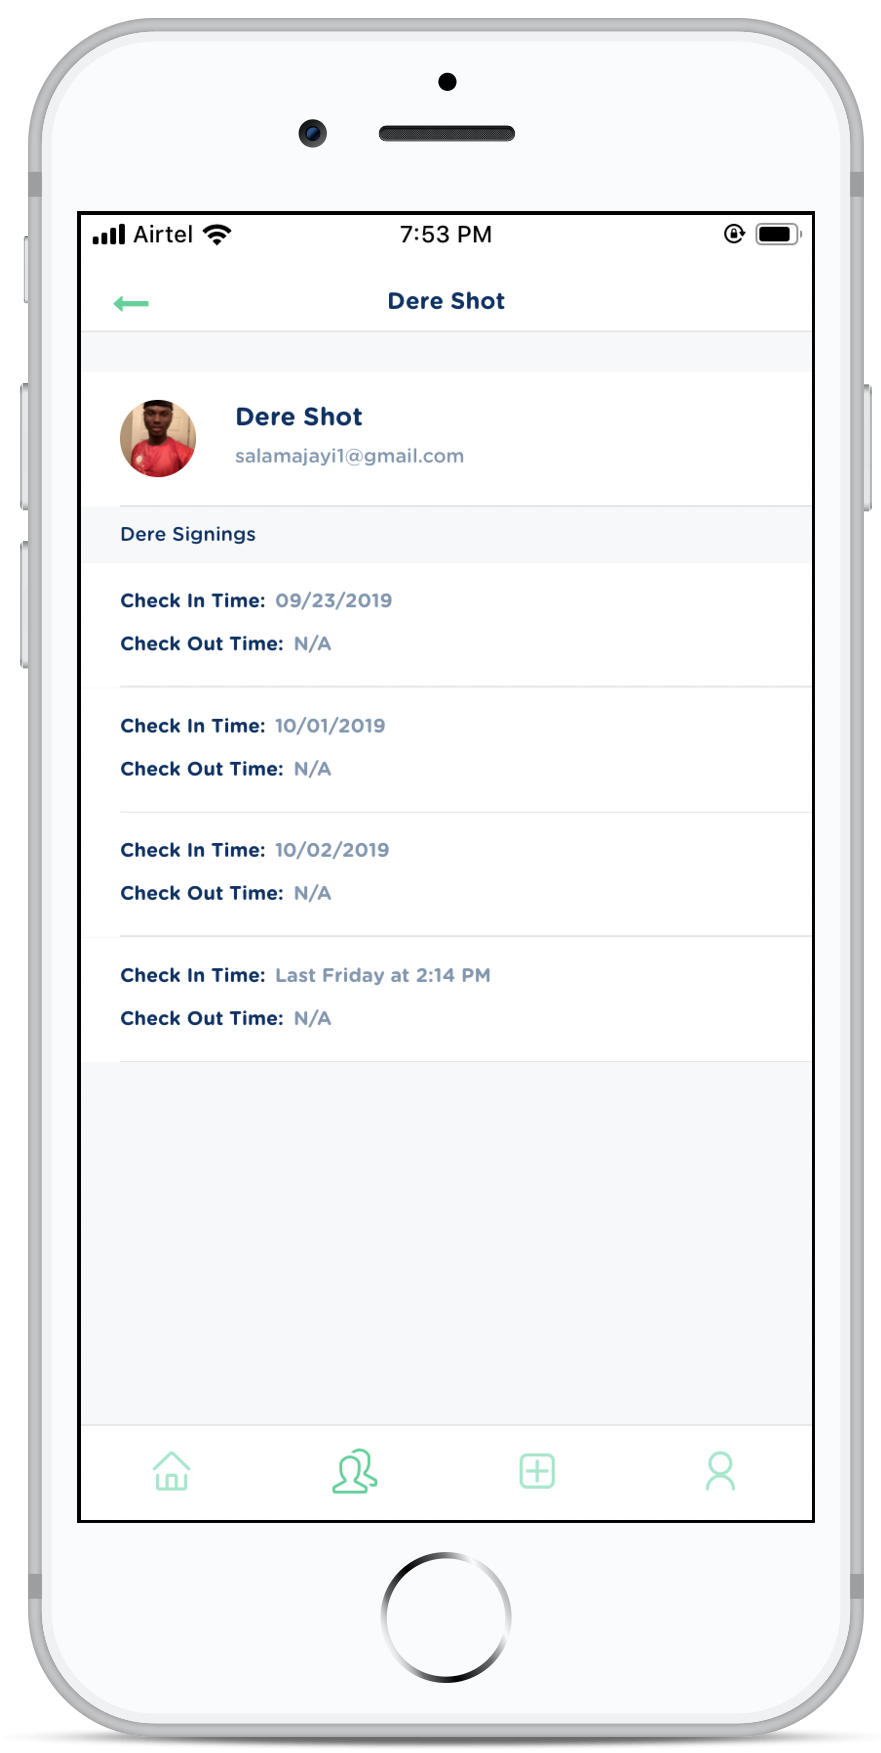 Airtel 7:53 PM
Dere Shot
Dere Shot
salamajayi1@gmail.com
Dere Signings
Check In Time: 09/23/2019
Check Out Time: N/A
Check In Time: 10/01/2019
Check Out Time: N/A
Check In Time: 10/02/2019
Check Out Time: N/A
Check In Time: Last Friday at 2:14 PM
Check Out Time: N/A